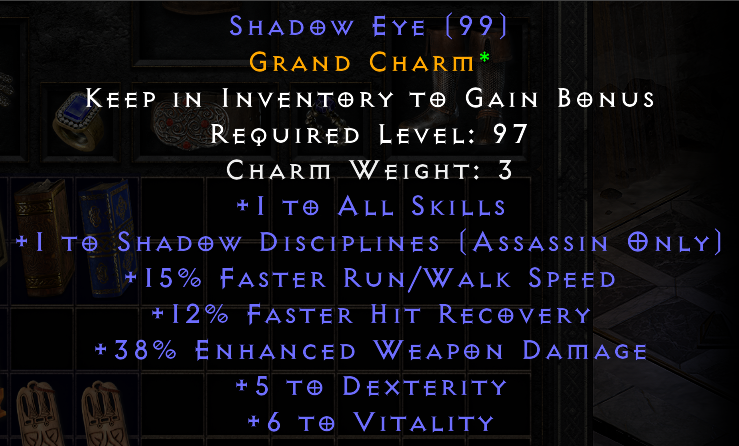 Shadow Eye (99)
Grand Charm*
Keep in Inventory to Gain Bonus
Required Level: 97
Charm Weight: 3
+1 to All Skills
+1 to Shadow Disciplines (Assassin Only)
+15% Faster Run/Walk Speed
+12% Faster Hit Recovery
+38% Enhanced Weapon Damage
+5 to Dexterity
+6 to Vitality